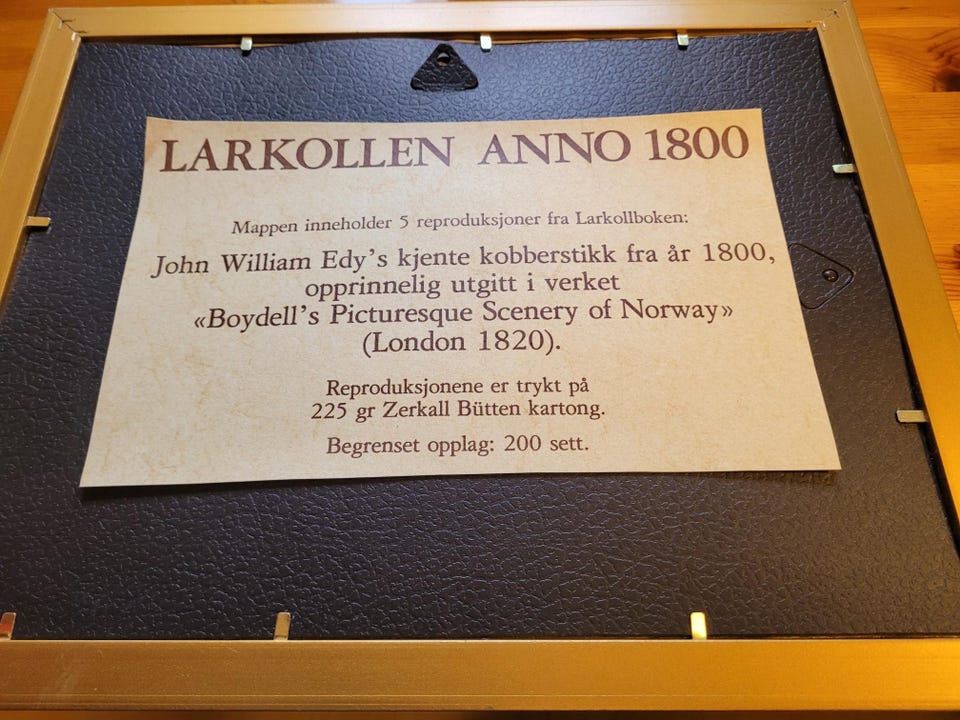 LARKOLLEN ANNO 1800
Mappen inneholder 5 reproduksjoner fra Larkollboken:
John William Edy's kjente kobberstikk fra år 1800,
opprinnelig utgitt i verket
«Boydell's Picturesque Scenery of Norway»
(London 1820).
Reproduksjonene er trykt på
225 gr Zerkall Bütten kartong.
Begrenset opplag: 200 sett.